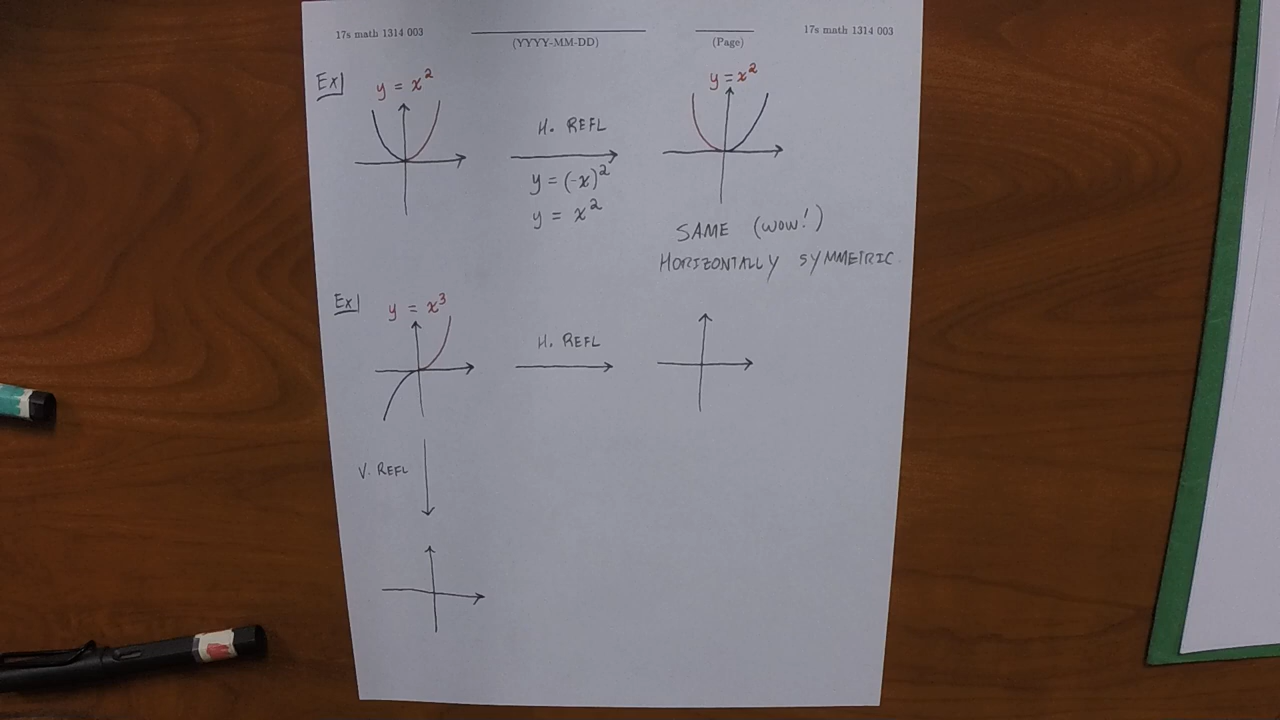 17s math 1314 003
(YYYY-MM-DD)
(Page)
17s math 1314 003
Ex|
y = x²
H. REFL
y = (-x)²
y = x²
y = x²
SAME (WOW!)
HORIZONTALLY SYMMETRIC
Ex|
y = x³
H. REFL
V. REFL